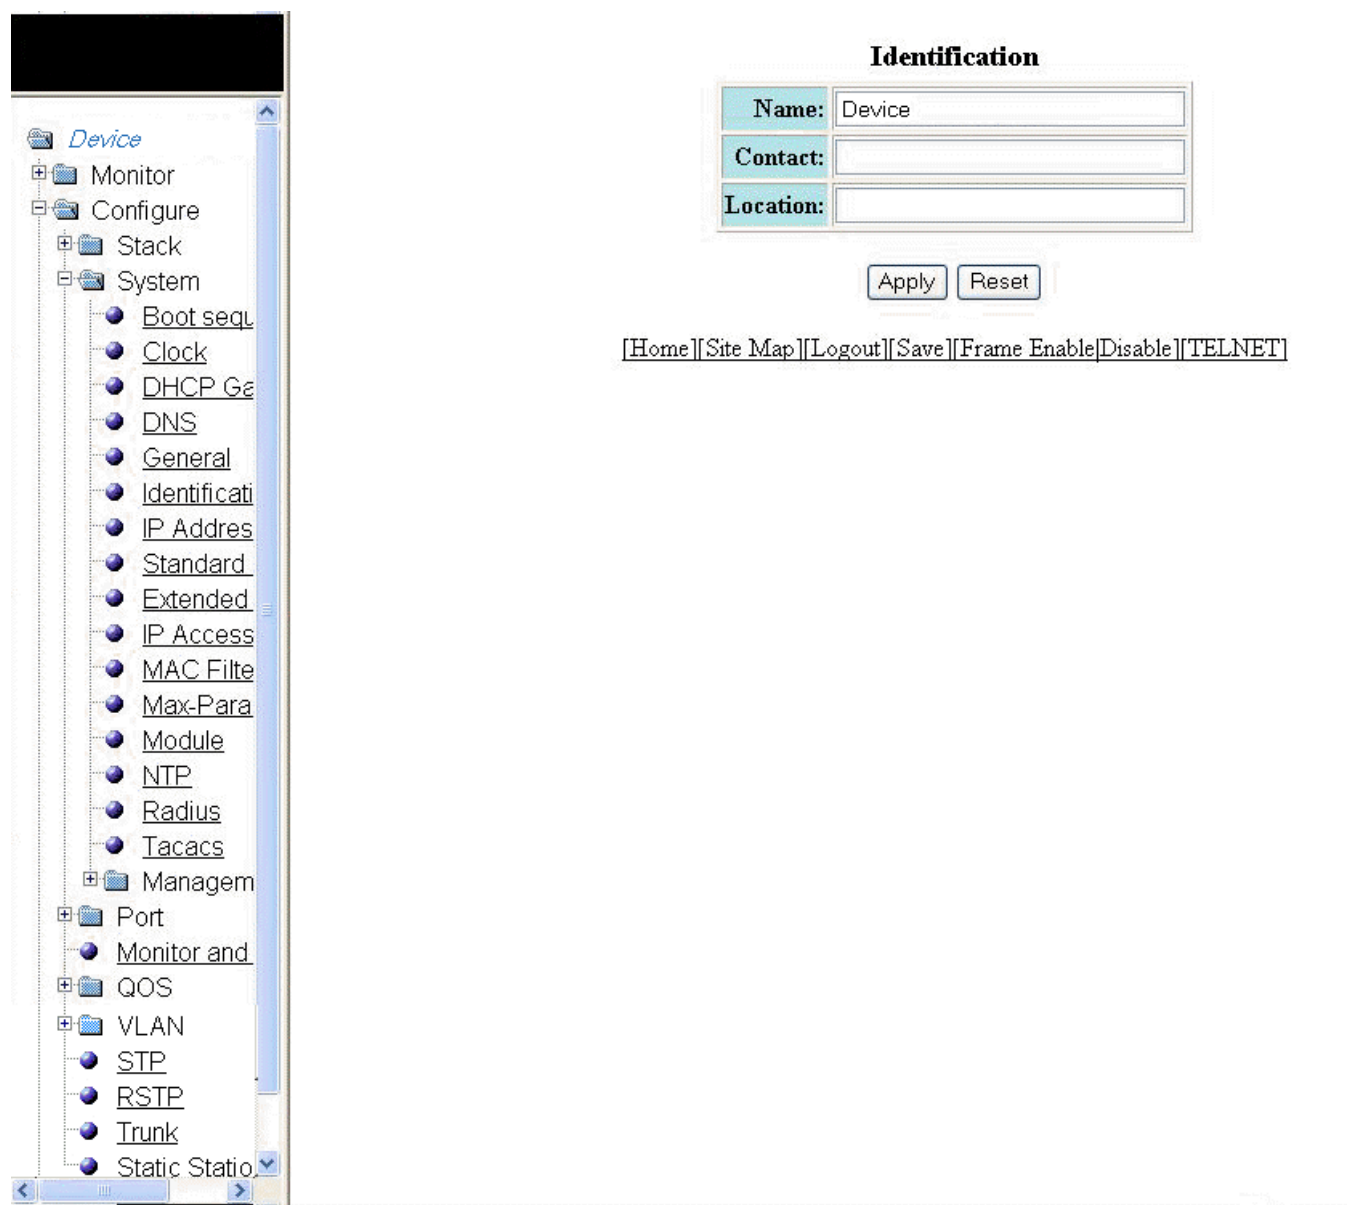 Device
Monitor
Configure
Stack
System
Boot sequ
Clock
DHCP Ga
DNS
General
Identificati
IP Addres
Standard
Extended
IP Access
MAC Filte
Max-Para
Module
NTP
Radius
Tacacs
Managem
Port
Monitor and
QOS
VLAN
STP
RSTP
Trunk
Static Statio
Identification
Name: Device
Contact:
Location:
Apply Reset
[Home][Site Map][Logout][Save][Frame Enable|Disable][TELNET]